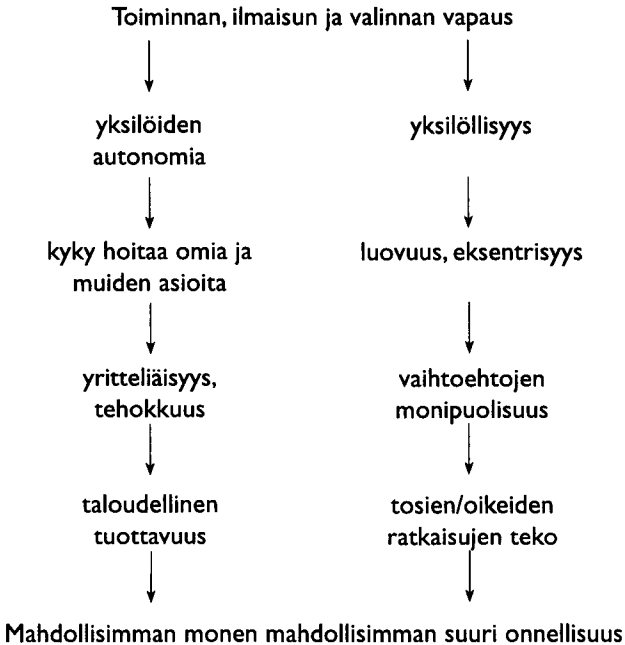 Toiminnan, ilmaisun ja valinnan vapaus
yksilöiden
autonomia
kyky hoitaa omia ja
muiden asioita
yritteliäisyys,
tehokkuus
taloudellinen
tuottavuus
yksilöllisyys
luovuus, eksentrisyys
vaihtoehtojen
monipuolisuus
tosien/oikeiden
ratkaisujen teko
Mahdollisimman monen mahdollisimman suuri onnellisuus